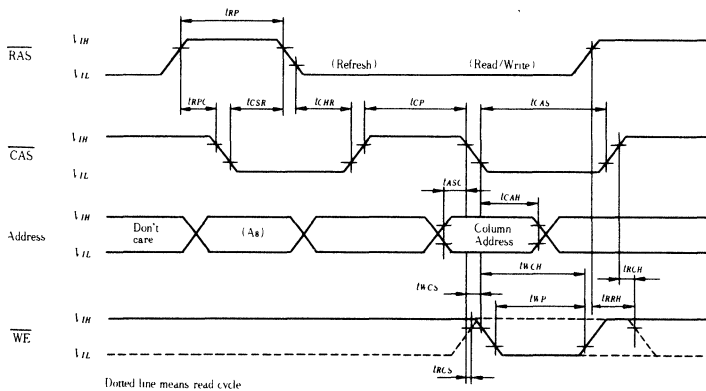 tRP
RAS
VIH
VIL
(Refresh)
(Read/Write)
tRPC
tCSR
tCHR
tCP
tCAS
CAS
VIH
VIL
tASC
tCAH
Address
VIH
VIL
Don't care
(A8)
Column Address
tWCS
tWCH
tRCH
tWP
tRRH
WE
VIH
VIL
tRCS
Dotted line means read cycle